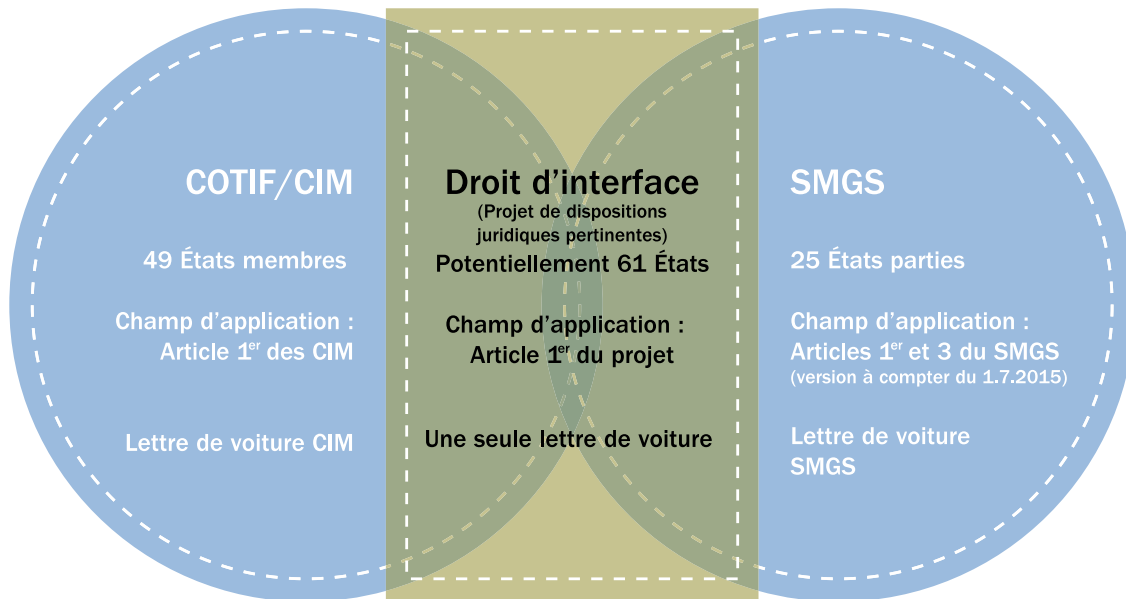 COTIF/CIM
49 États membres
Champ d'application :
Article 1er des CIM
Lettre de voiture CIM
Droit d'interface
(Projet de dispositions
juridiques pertinentes)
Potentiellement 61 États
Champ d'application :
Article 1er du projet
Une seule lettre de voiture
SMGS
25 États parties
Champ d'application :
Articles 1er et 3 du SMGS
(version à compter du 1.7.2015)
Lettre de voiture
SMGS